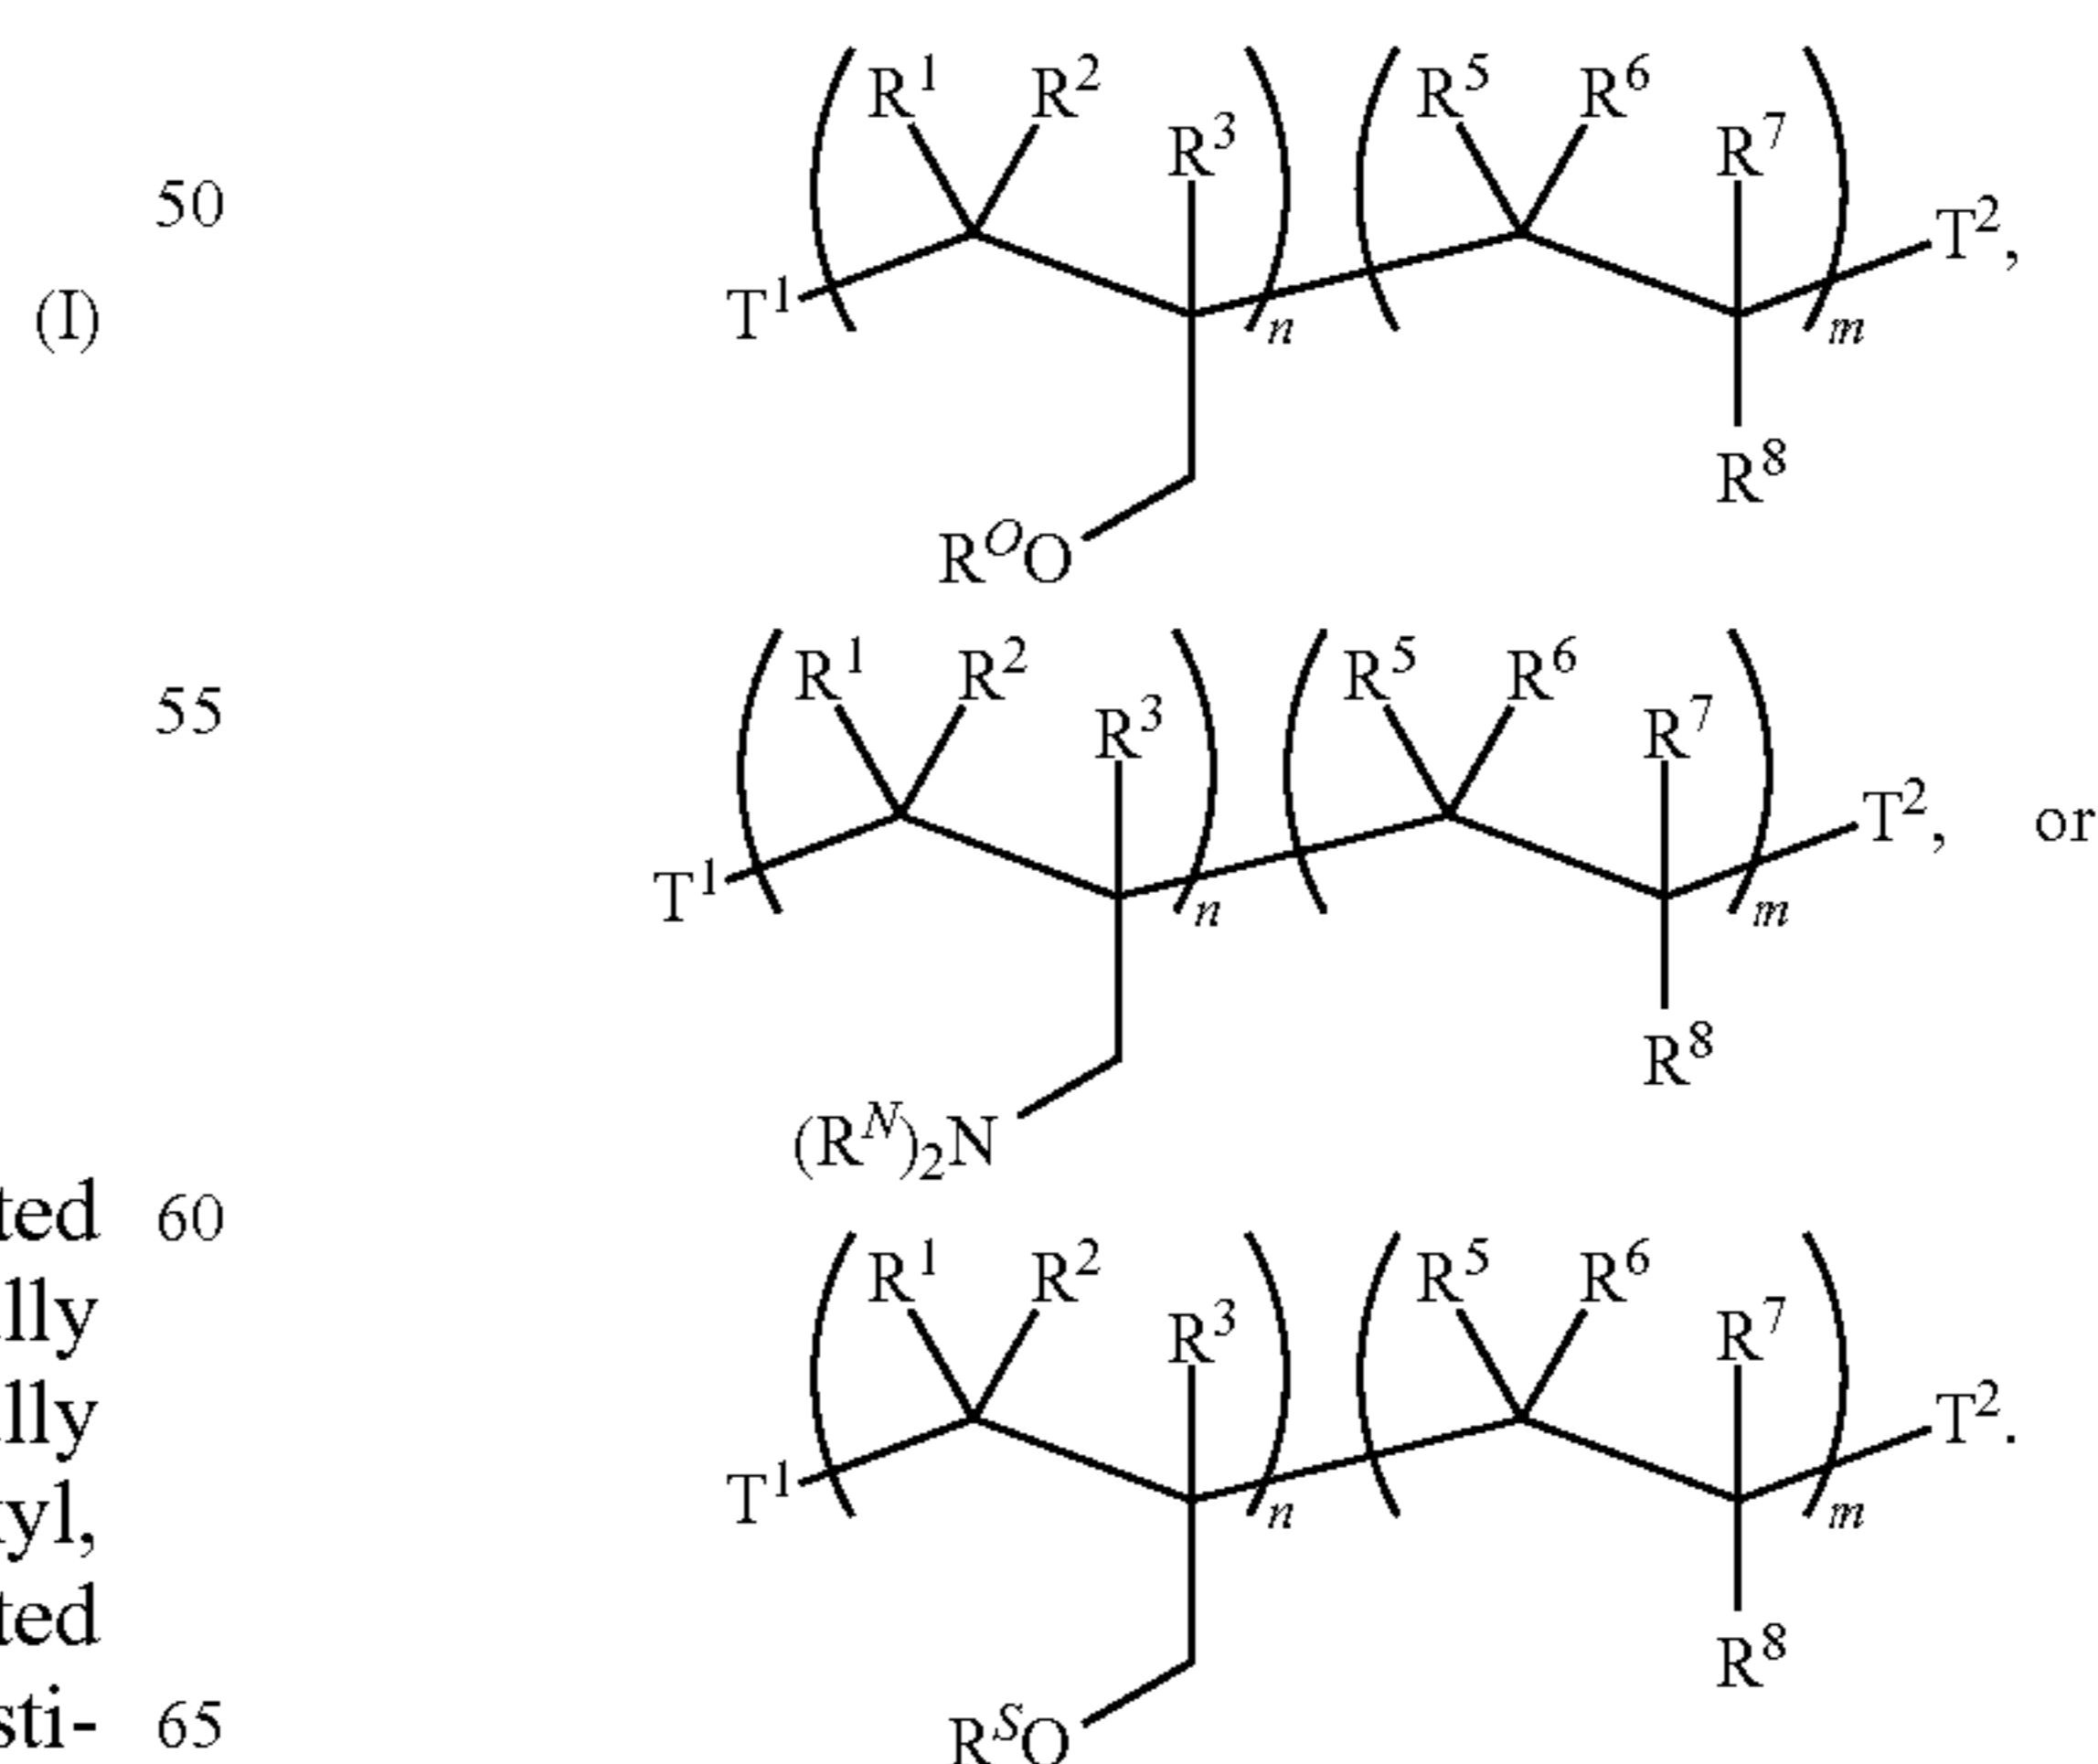 R¹ R² R³ R⁵ R⁶ R⁷
50
(I)
T¹ n m T²,
R⁸
RᴼO
R¹ R² R³ R⁵ R⁶ R⁷
55
T¹ n m T², or
R⁸
(Rᴺ)₂N
ted 60
R¹ R² R³ R⁵ R⁶ R⁷
lly
lly
T¹ n m T².
yl,
ted
R⁸
sti- 65
RˢO